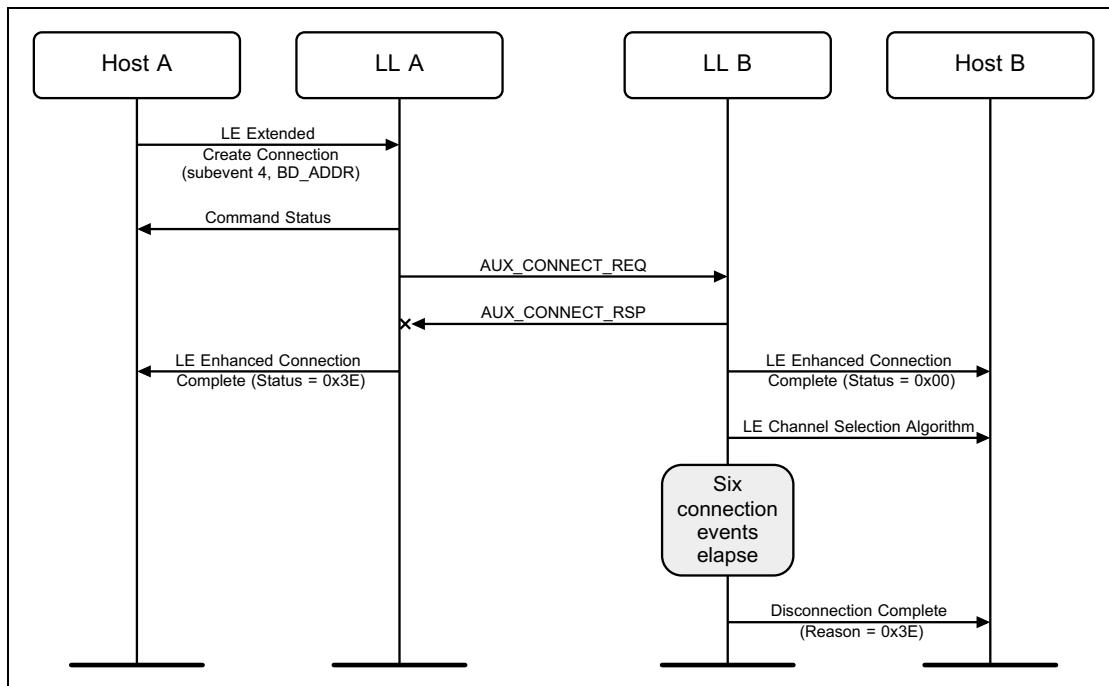 Host A
LL A
LL B
Host B
LE Extended
Create Connection
(subevent 4, BD_ADDR)
Command Status
AUX_CONNECT_REQ
AUX_CONNECT_RSP
LE Enhanced Connection
Complete (Status = 0x3E)
LE Enhanced Connection
Complete (Status = 0x00)
LE Channel Selection Algorithm
Six
connection
events
elapse
Disconnection Complete
(Reason = 0x3E)